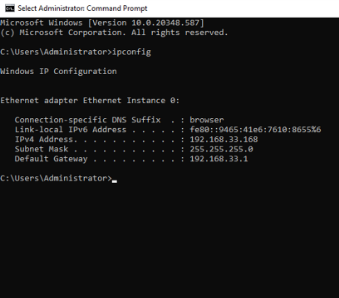 Select Administrator: Command Prompt
Microsoft Windows [Version 10.0.20348.587]
(c) Microsoft Corporation. All rights reserved.
C:\Users\Administrator>ipconfig
Windows IP Configuration
Ethernet adapter Ethernet Instance 0:
Connection-specific DNS Suffix . : browser
Link-local IPv6 Address . . . . . : fe80::9465:41e6:7610:8655%6
IPv4 Address. . . . . . . . . . . : 192.168.33.168
Subnet Mask . . . . . . . . . . . : 255.255.255.0
Default Gateway . . . . . . . . . : 192.168.33.1
C:\Users\Administrator>